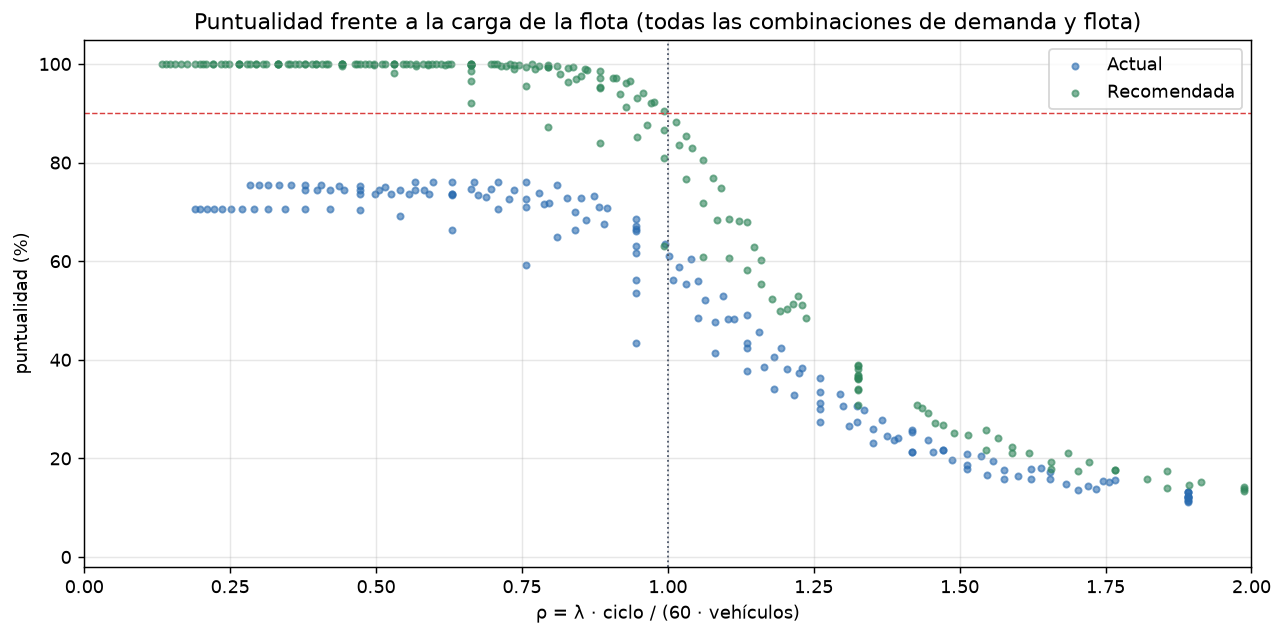 Puntualidad frente a la carga de la flota (todas las combinaciones de demanda y flota)
Actual
Recomendada
puntualidad (%)
100
80
60
40
20
0
0.00 0.25 0.50 0.75 1.00 1.25 1.50 1.75 2.00
ρ = λ · ciclo / (60 · vehículos)